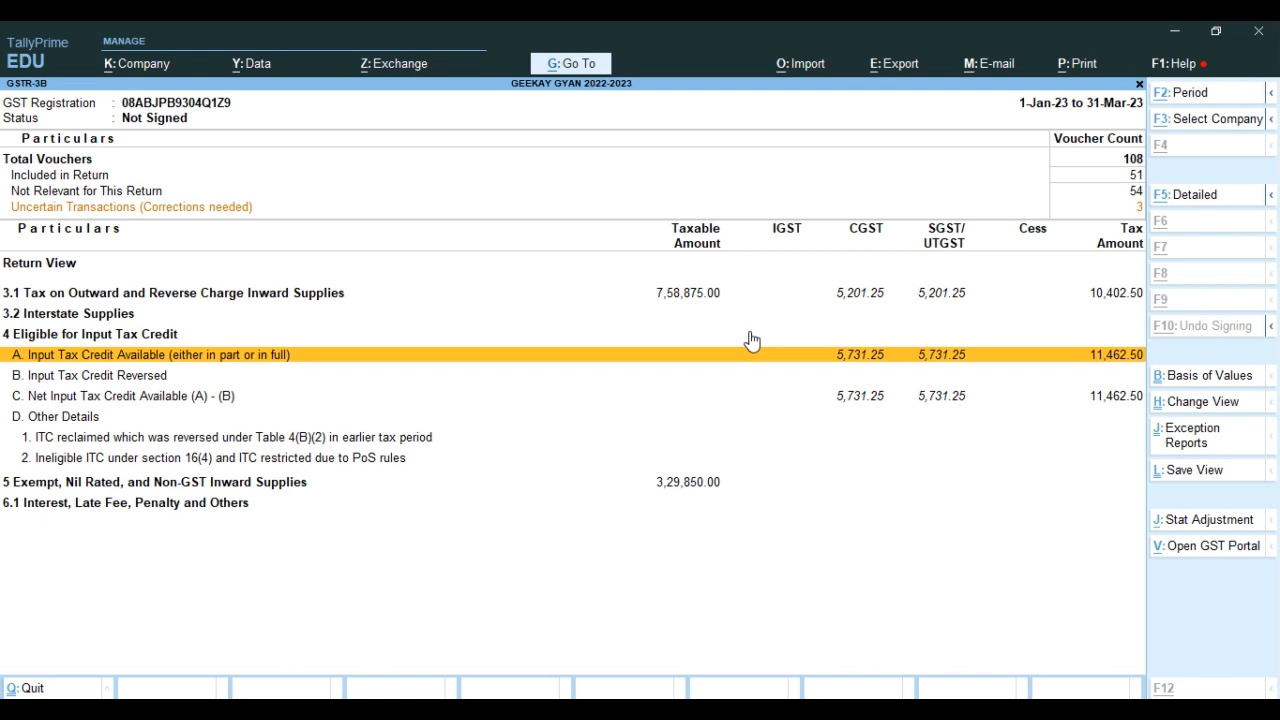 TallyPrime
EDU
MANAGE
K: Company Y: Data Z: Exchange G: Go To O: Import E: Export M: E-mail P: Print F1: Help
GSTR-3B GEEKAY GYAN 2022-2023 ×
GST Registration : 08ABJPB9304Q1Z9 1-Jan-23 to 31-Mar-23
Status : Not Signed
Particulars Voucher Count
Total Vouchers 108
Included in Return 51
Not Relevant for This Return 54
Uncertain Transactions (Corrections needed) 3
Particulars Taxable Amount IGST CGST SGST/ UTGST Cess Tax Amount
Return View
3.1 Tax on Outward and Reverse Charge Inward Supplies 7,58,875.00 5,201.25 5,201.25 10,402.50
3.2 Interstate Supplies
4 Eligible for Input Tax Credit
A. Input Tax Credit Available (either in part or in full) 5,731.25 5,731.25 11,462.50
B. Input Tax Credit Reversed
C. Net Input Tax Credit Available (A) - (B) 5,731.25 5,731.25 11,462.50
D. Other Details
1. ITC reclaimed which was reversed under Table 4(B)(2) in earlier tax period
2. Ineligible ITC under section 16(4) and ITC restricted due to PoS rules
5 Exempt, Nil Rated, and Non-GST Inward Supplies 3,29,850.00
6.1 Interest, Late Fee, Penalty and Others
F2: Period
F3: Select Company
F4
F5: Detailed
F6
F7
F8
F9
F10: Undo Signing
B: Basis of Values
H: Change View
J: Exception
Reports
L: Save View
J: Stat Adjustment
V: Open GST Portal
Q: Quit
F12